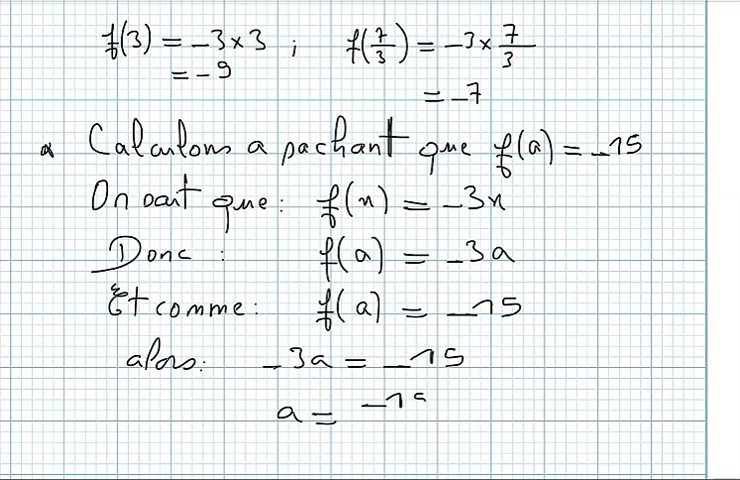 f(3) = -3×3 ; f(7/3) = -3×7/3
= -9
= -7
Calculons a sachant que f(a) = -15
On sait que : f(x) = -3x
Donc : f(a) = -3a
Et comme : f(a) = -15
alors : -3a = -15
a = -15